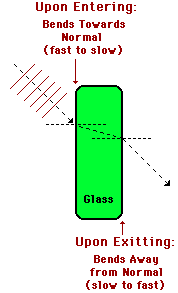 Upon Entering:
Bends Towards
Normal
(fast to slow)
Glass
Upon Exitting:
Bends Away
from Normal
(slow to fast)